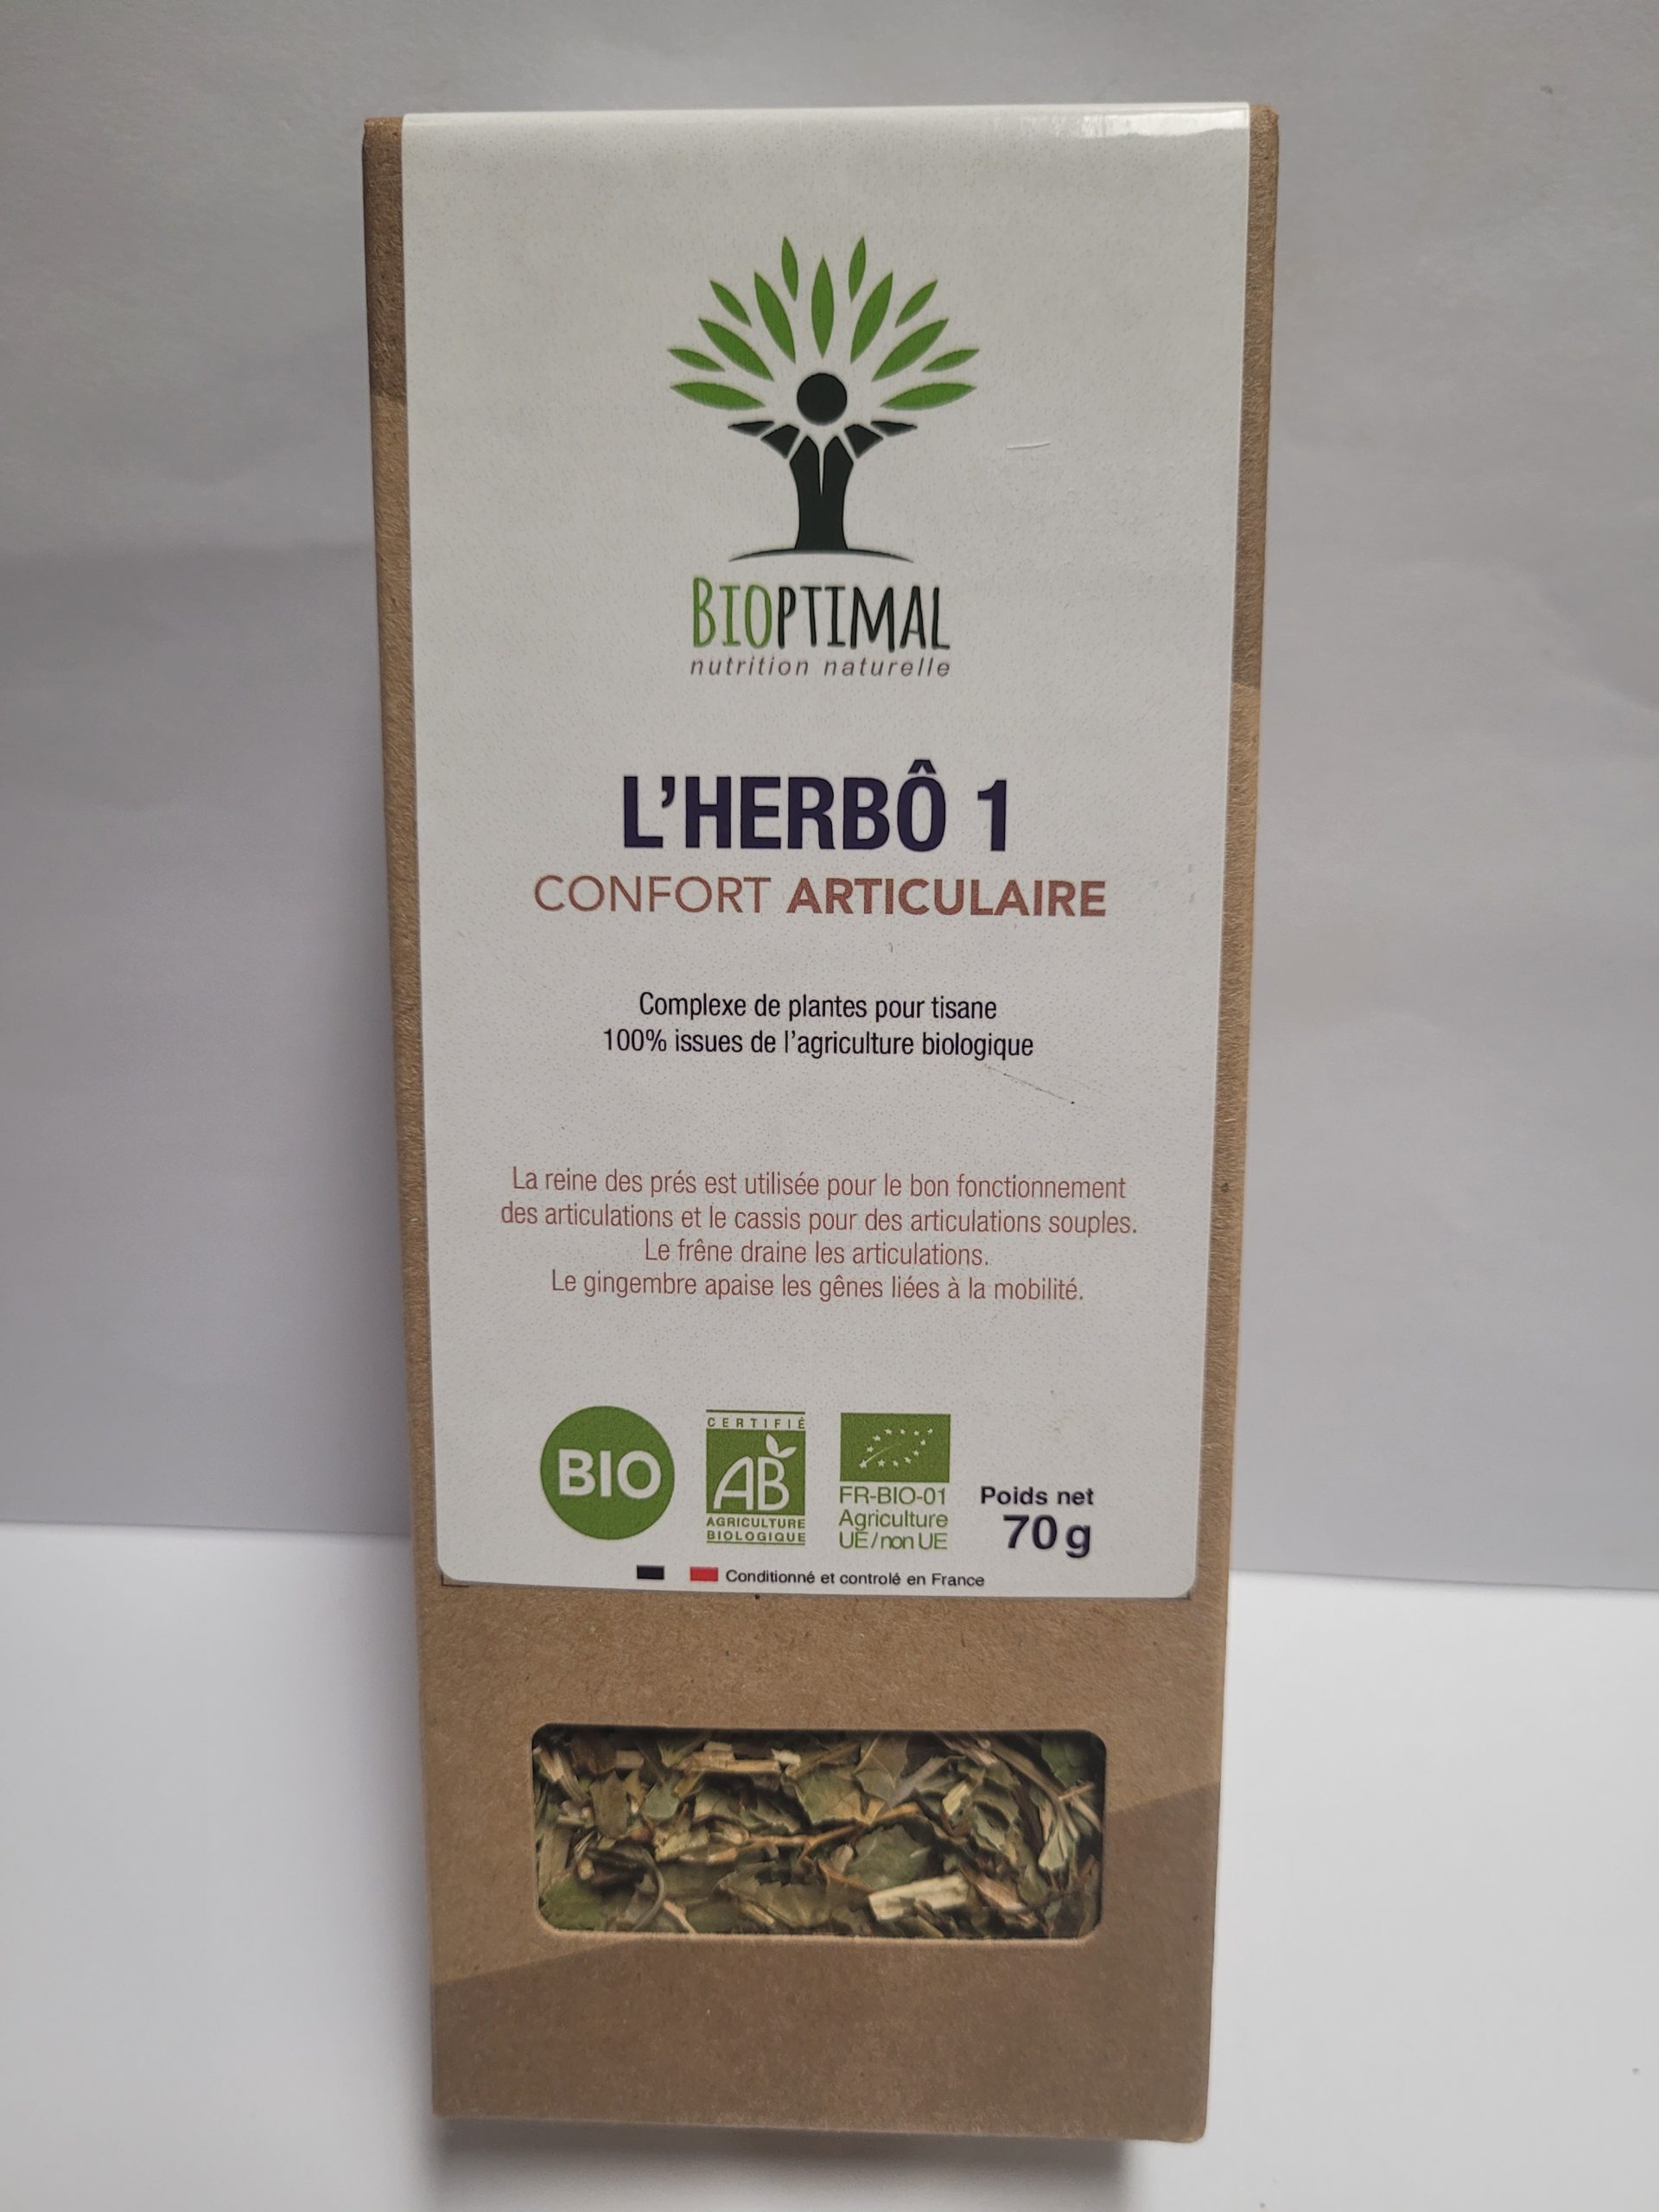 BIOPTIMAL
nutrition naturelle
L'HERBÔ 1
CONFORT ARTICULAIRE
Complexe de plantes pour tisane
100% issues de l'agriculture biologique
La reine des prés est utilisée pour le bon fonctionnement
des articulations et le cassis pour des articulations souples.
Le frêne draine les articulations.
Le gingembre apaise les gênes liées à la mobilité.
BIO
CERTIFIÉ
AB
AGRICULTURE
BIOLOGIQUE
FR-BIO-01
Agriculture
UE/non UE
Poids net
70 g
Conditionné et controlé en France